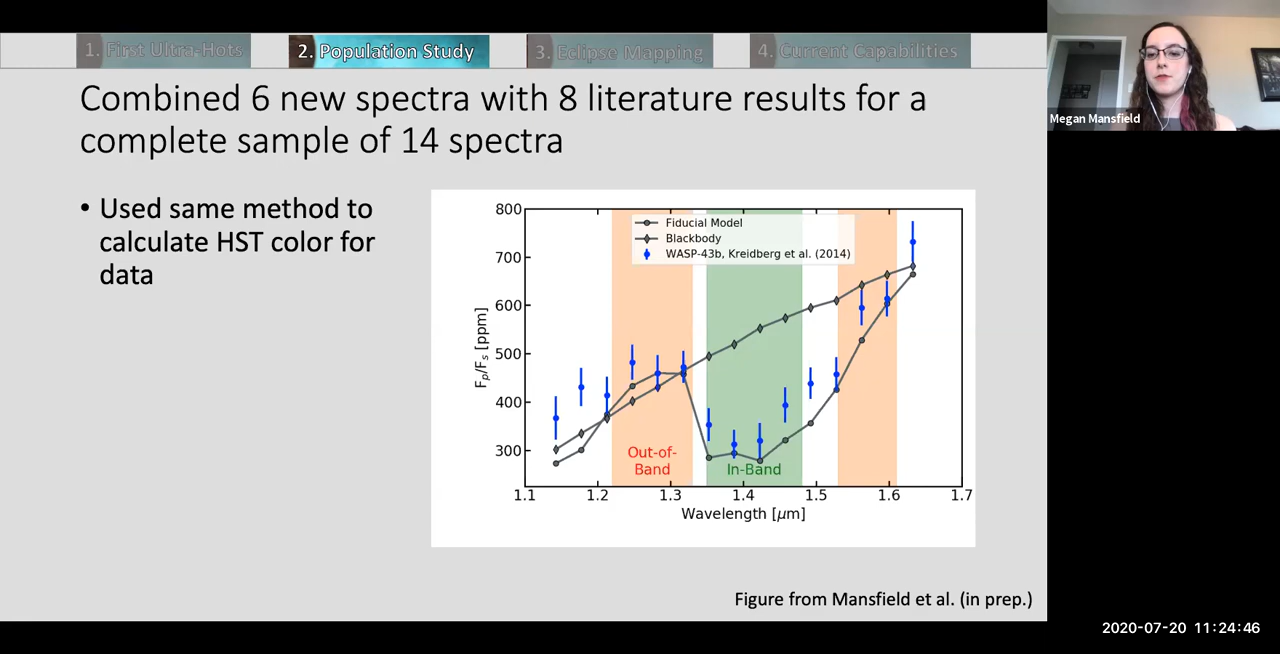 1. First Ultra-Hots
2. Population Study
3. Eclipse Mapping
4. Current Capabilities
Megan Mansfield
Combined 6 new spectra with 8 literature results for a
complete sample of 14 spectra
• Used same method to
calculate HST color for
data
800
700
600
500
400
300
Fp/Fs [ppm]
Fiducial Model
Blackbody
WASP-43b, Kreidberg et al. (2014)
Out-of-
Band
In-Band
1.1 1.2 1.3 1.4 1.5 1.6 1.7
Wavelength [μm]
Figure from Mansfield et al. (in prep.)
2020-07-20 11:24:46